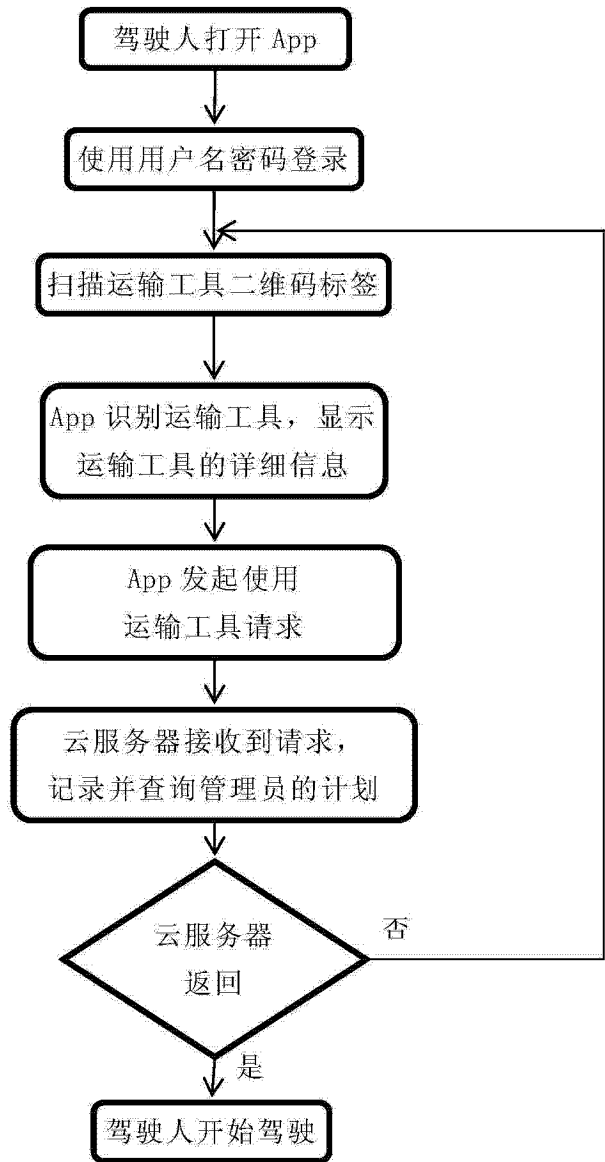 驾驶人打开 App
使用用户名密码登录
扫描运输工具二维码标签
App 识别运输工具，显示
运输工具的详细信息
App 发起使用
运输工具请求
云服务器接收到请求，
记录并查询管理员的计划
云服务器
返回
否
是
驾驶人开始驾驶